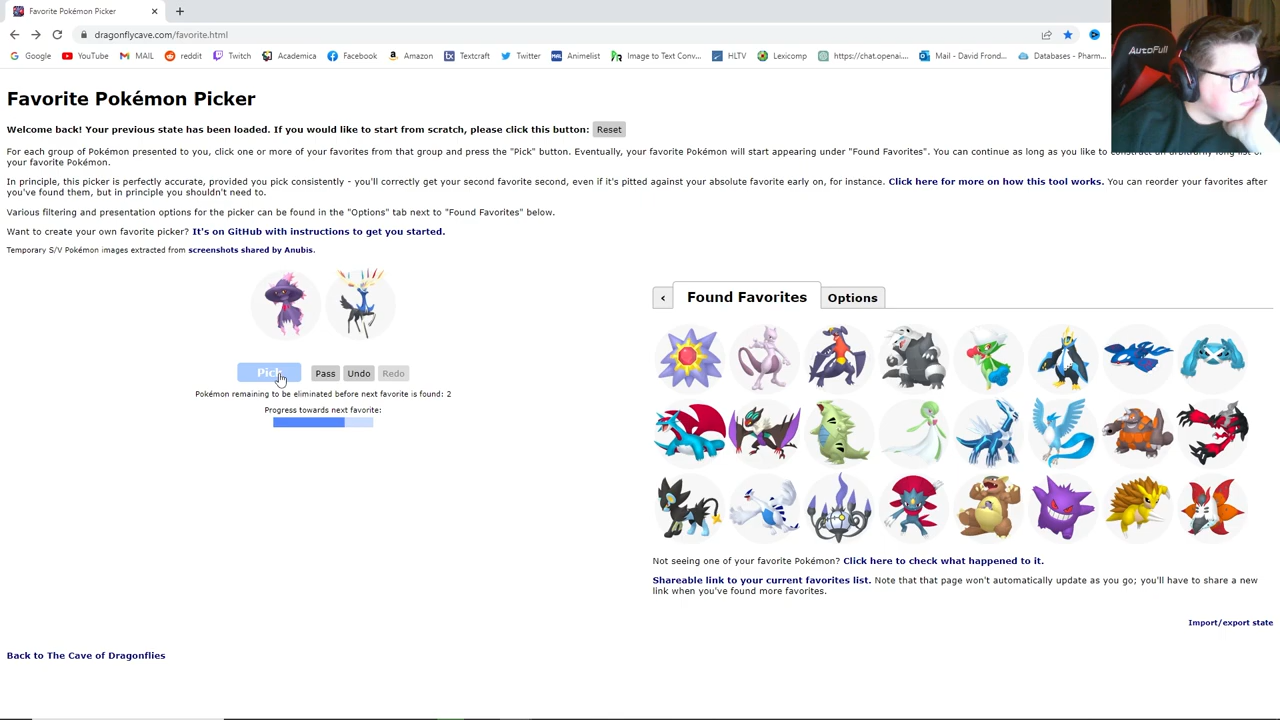 Favorite Pokémon Picker
dragonflycave.com/favorite.html
Google YouTube MAIL reddit Twitch Academica Facebook Amazon Textcraft Twitter Animelist Image to Text Conv... HLTV Lexicomp https://chat.openai.... Mail - David Frond... Databases - Pharm...
Favorite Pokémon Picker
Welcome back! Your previous state has been loaded. If you would like to start from scratch, please click this button: Reset
For each group of Pokémon presented to you, click one or more of your favorites from that group and press the "Pick" button. Eventually, your favorite Pokémon will start appearing under "Found Favorites". You can continue as long as you like to
your favorite Pokémon.
In principle, this picker is perfectly accurate, provided you pick consistently - you'll correctly get your second favorite second, even if it's pitted against your absolute favorite early on, for instance. Click here for more on how this tool works. You can reorder your favorites after
you've found them, but in principle you shouldn't need to.
Various filtering and presentation options for the picker can be found in the "Options" tab next to "Found Favorites" below.
Want to create your own favorite picker? It's on GitHub with instructions to get you started.
Temporary S/V Pokémon images extracted from screenshots shared by Anubis.
AutoFull
‹ Found Favorites Options
Pick Pass Undo Redo
Pokémon remaining to be eliminated before next favorite is found: 2
Progress towards next favorite:
Not seeing one of your favorite Pokémon? Click here to check what happened to it.
Shareable link to your current favorites list. Note that that page won't automatically update as you go; you'll have to share a new
link when you've found more favorites.
Import/export state
Back to The Cave of Dragonflies